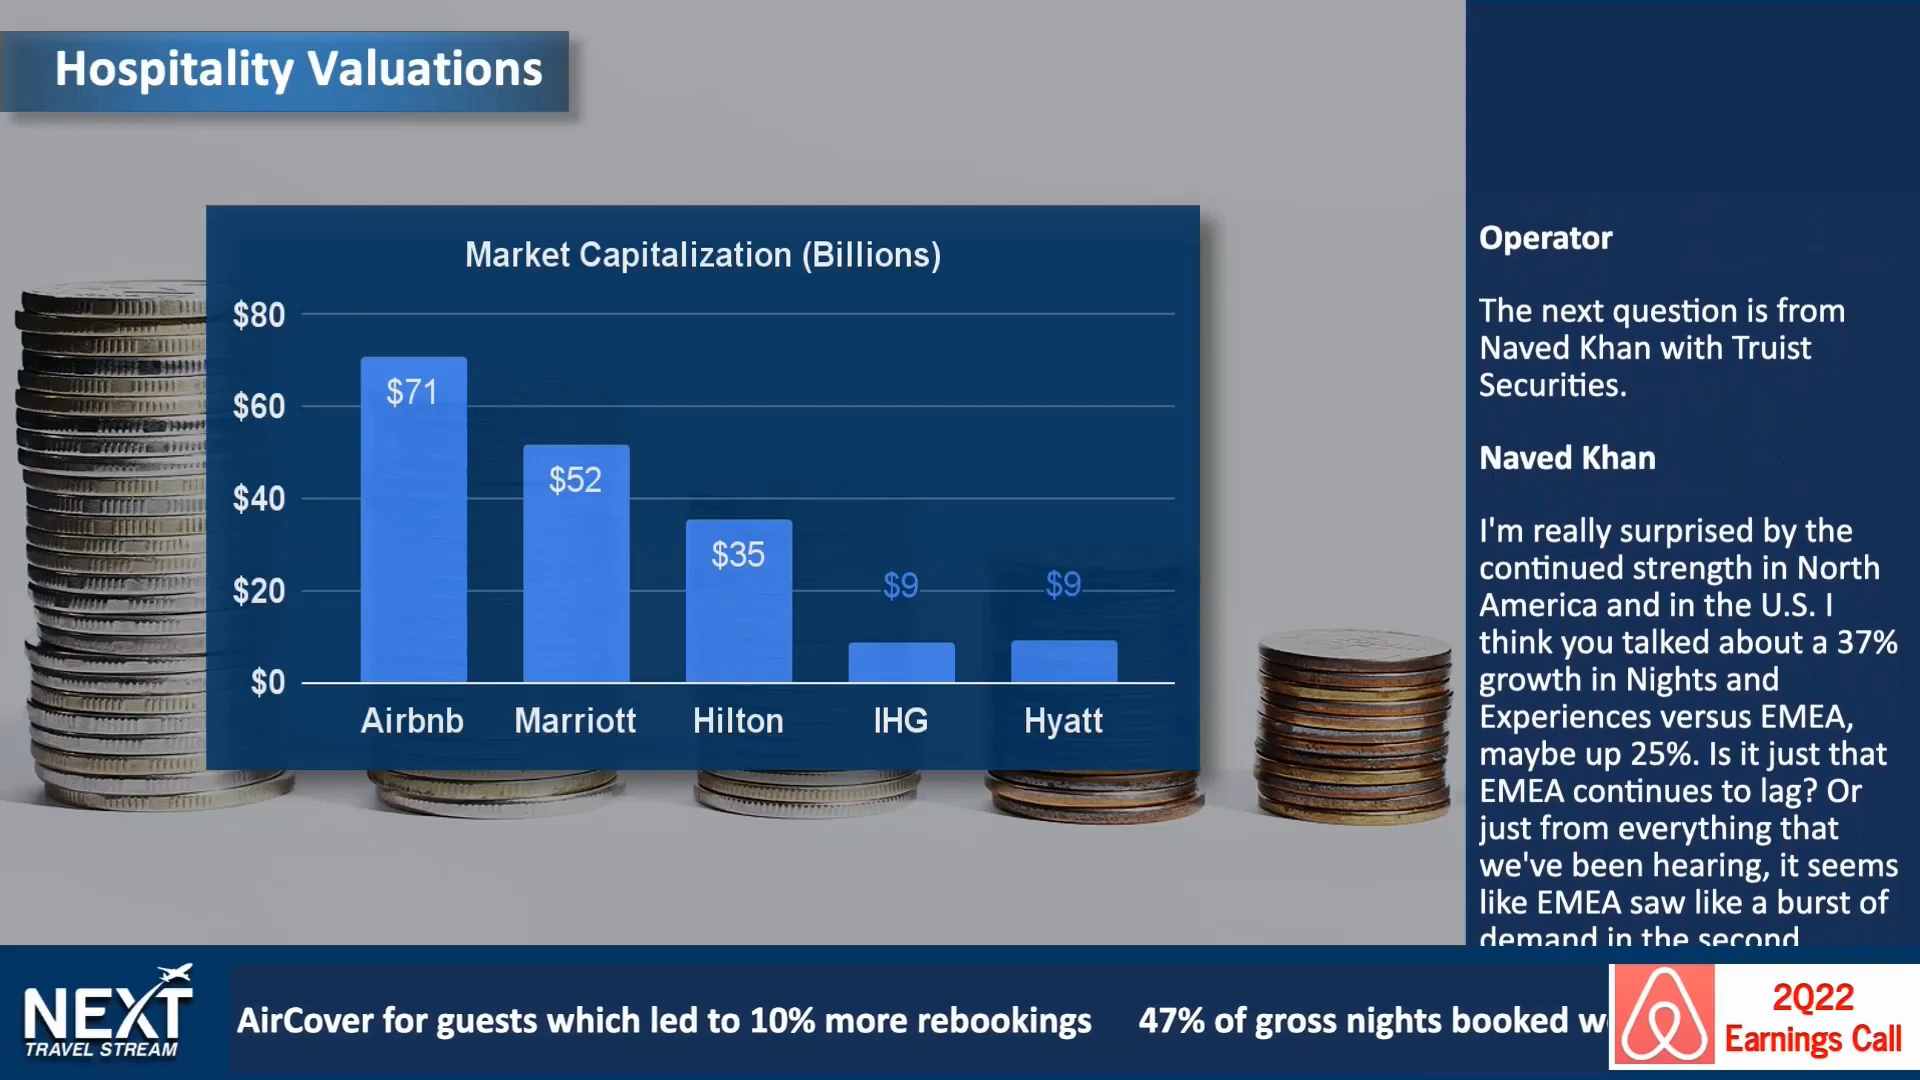 Hospitality Valuations
Market Capitalization (Billions)
$80
$60
$40
$20
$0
$71
$52
$35
$9
$9
Airbnb
Marriott
Hilton
IHG
Hyatt
Operator
The next question is from
Naved Khan with Truist
Securities.
Naved Khan
I'm really surprised by the
continued strength in North
America and in the U.S. I
think you talked about a 37%
growth in Nights and
Experiences versus EMEA,
maybe up 25%. Is it just that
EMEA continues to lag? Or
just from everything that
we've been hearing, it seems
like EMEA saw like a burst of
demand in the second
NEXT
TRAVEL STREAM
AirCover for guests which led to 10% more rebookings
47% of gross nights booked
2Q22
Earnings Call